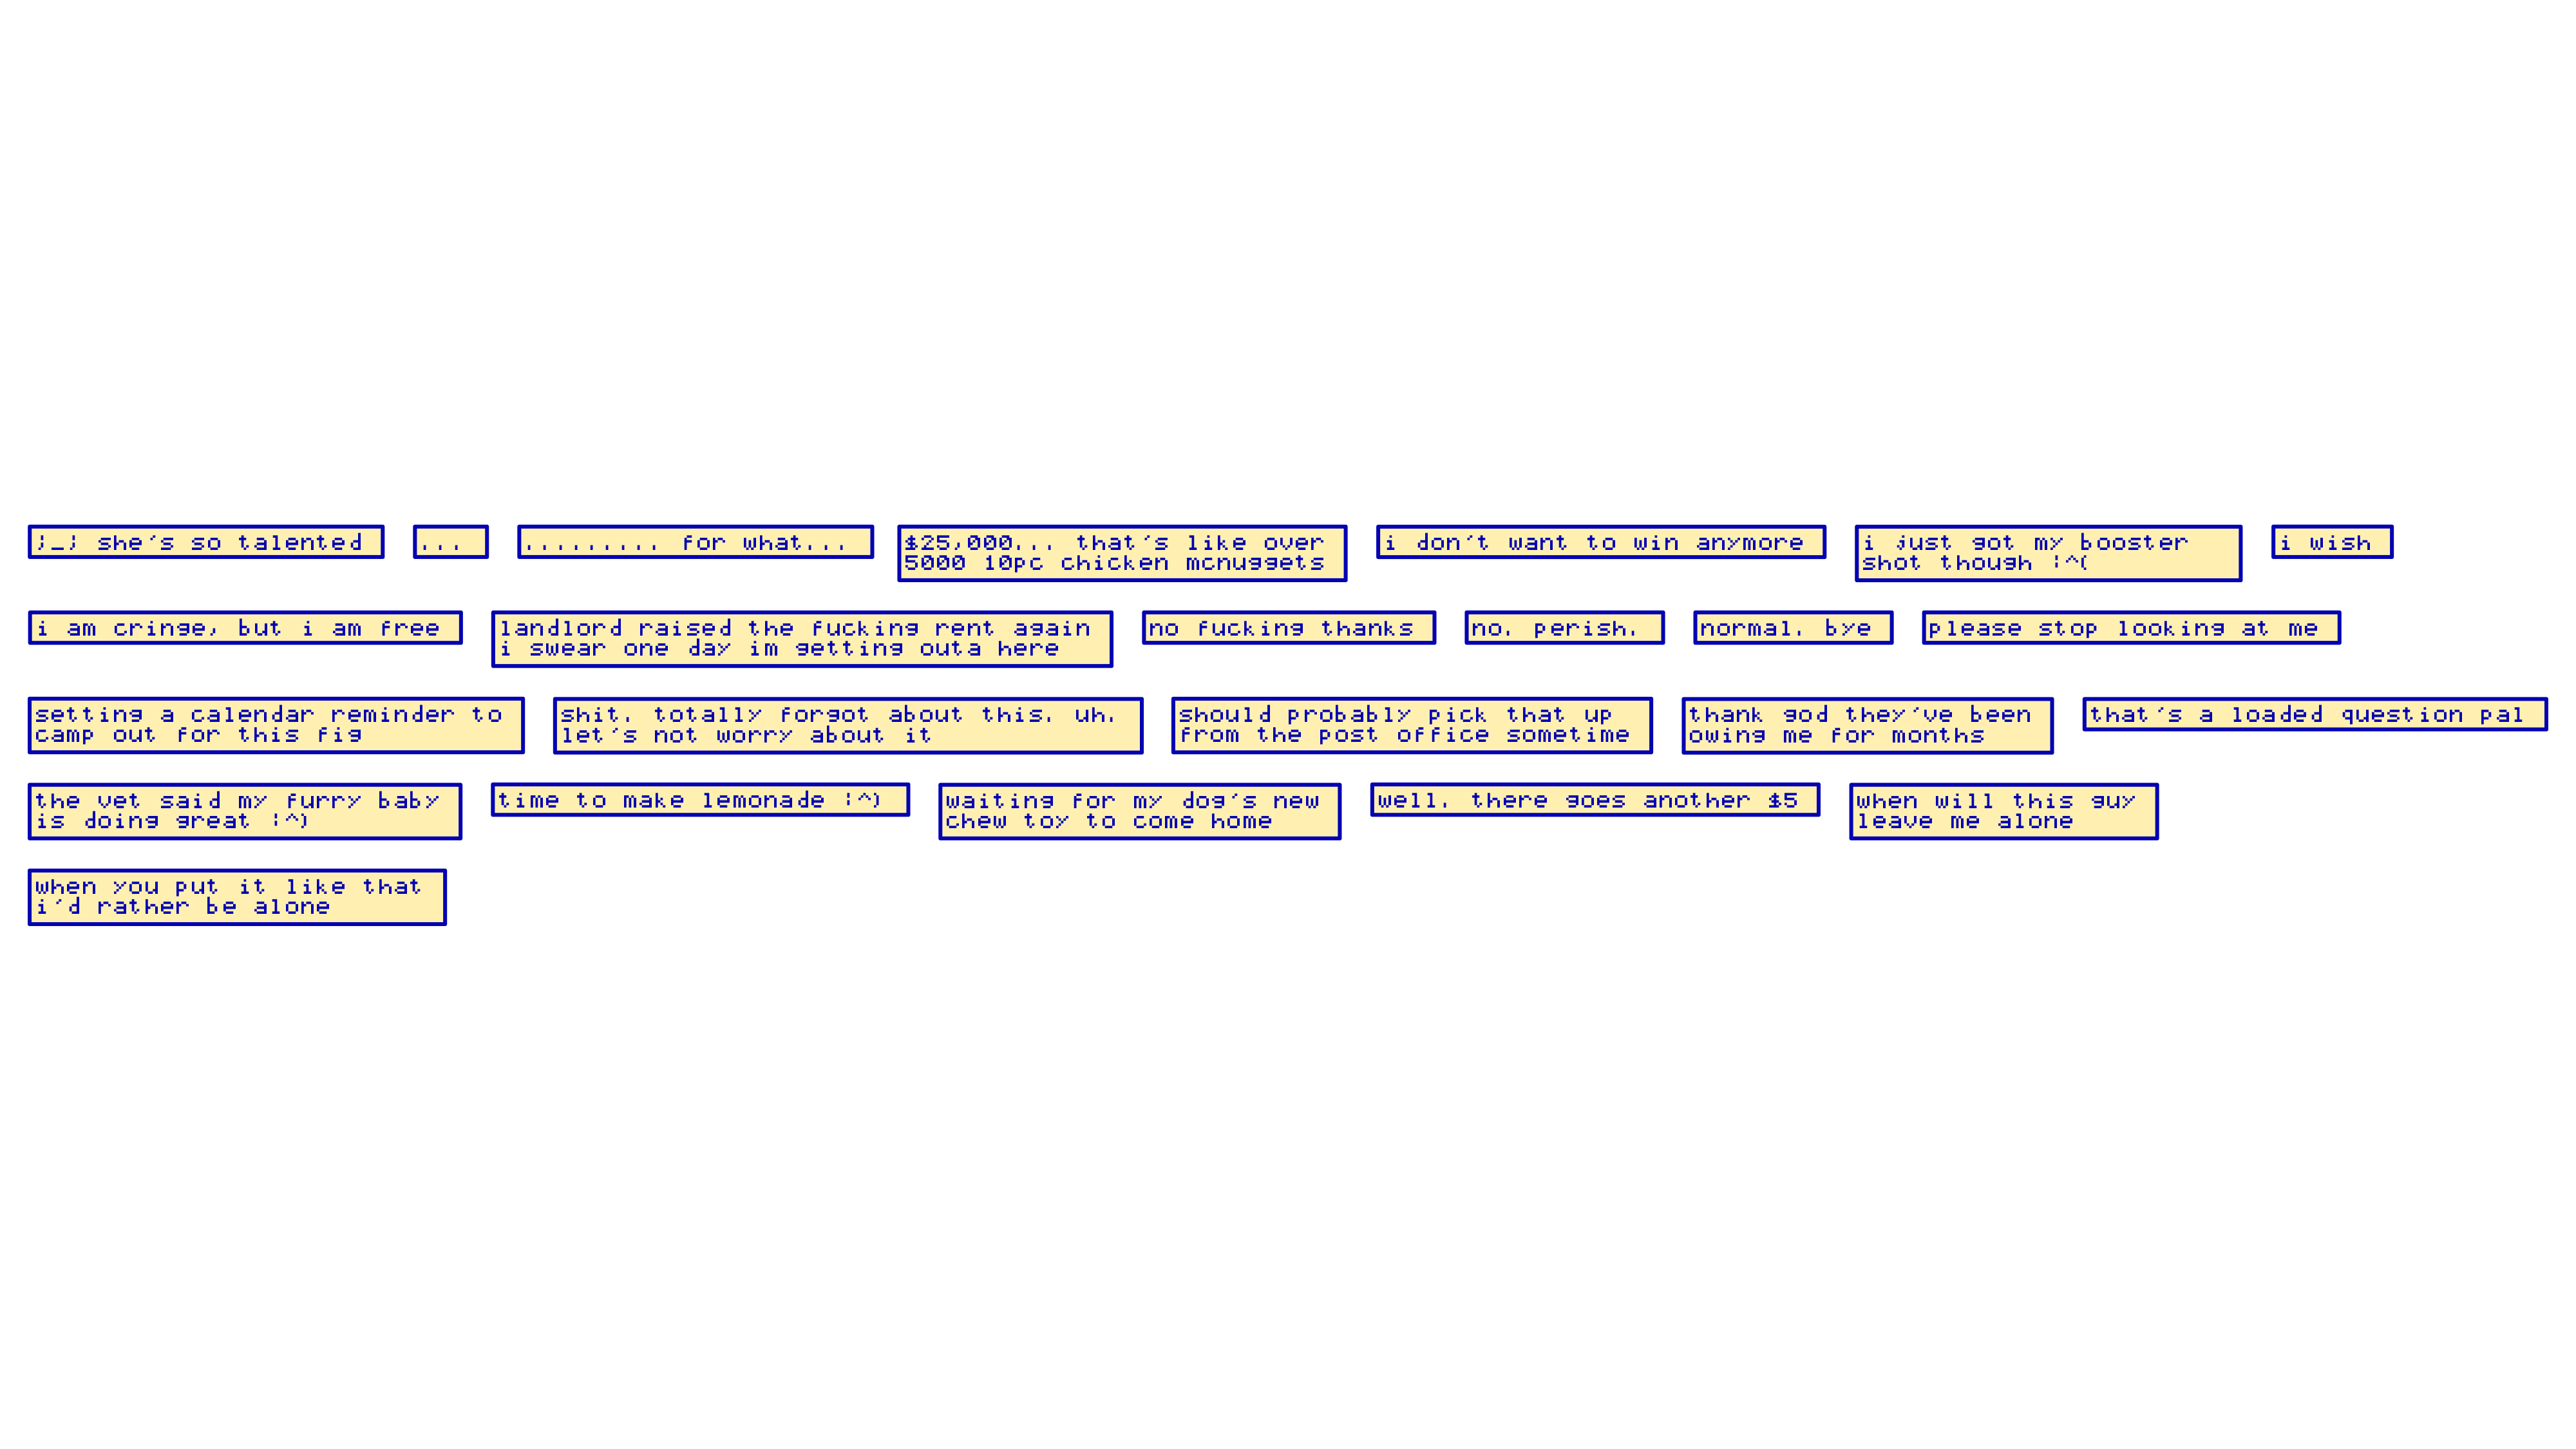 ;_; she's so talented
...
......... for what...
$25,000... that's like over
5000 10pc chicken mcnuggets
i don't want to win anymore
i just got my booster
shot though :^(
i wish
i am cringe, but i am free
landlord raised the fucking rent again
i swear one day im getting outa here
no fucking thanks
no. perish.
normal. bye
please stop looking at me
setting a calendar reminder to
camp out for this fig
shit. totally forgot about this. uh.
let's not worry about it
should probably pick that up
from the post office sometime
thank god they've been
owing me for months
that's a loaded question pal
the vet said my furry baby
is doing great :^)
time to make lemonade :^)
waiting for my dog's new
chew toy to come home
well. there goes another $5
when will this guy
leave me alone
when you put it like that
i'd rather be alone